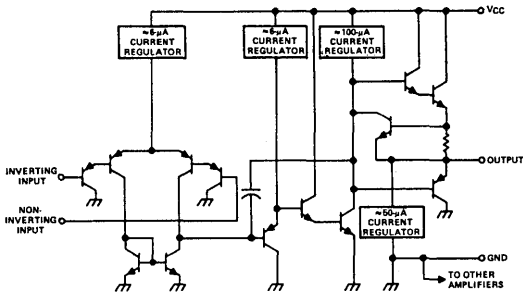 VCC
≈6-μA
CURRENT
REGULATOR
≈6-μA
CURRENT
REGULATOR
≈100-μA
CURRENT
REGULATOR
INVERTING
INPUT
OUTPUT
NON-
INVERTING
INPUT
≈50-μA
CURRENT
REGULATOR
GND
TO OTHER
AMPLIFIERS